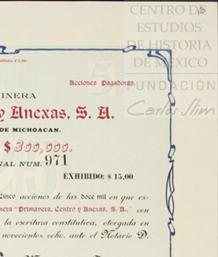 CENTRO DE
ESTUDIOS
DE HISTORIA
DE MEXICO
FUNDACIÓN
Carlos Slim
Acciones Pagadoras.
INERA
y Anexas, S. A.
DE MICHOACAN.
$300,000.
AL NUM. 971
EXHIBIDO: $ 15,00
Cinco acciones de las doce mil en que es-
nera "Primavera, Centro y Anexas, S. A." con
la escritura constitutiva, otorgada en
novecientos ocho, ante el Notario D.